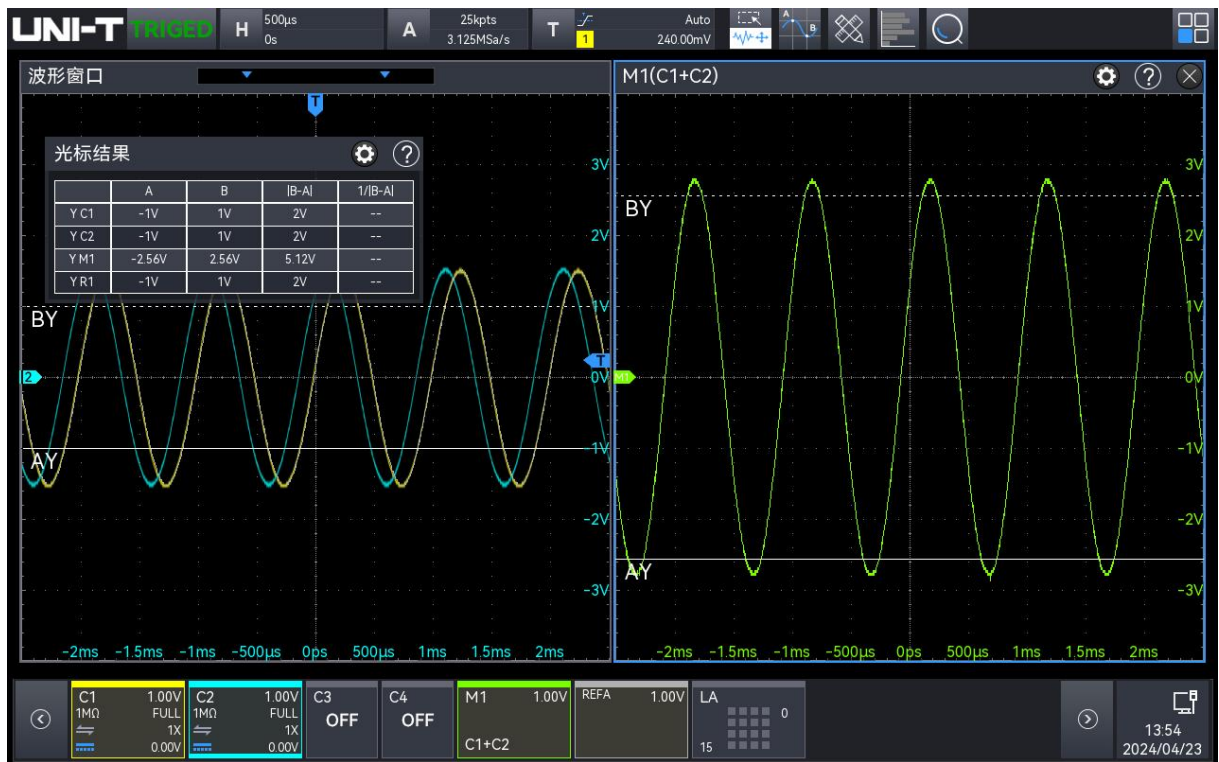 UNI-T TRIGED H 500μs 0s A 25kpts 3.125MSa/s T 1 Auto 240.00mV A B
波形窗口
T
光标结果 ?
A B |B-A| 1/|B-A|
Y C1 -1V 1V 2V --
Y C2 -1V 1V 2V --
Y M1 -2.56V 2.56V 5.12V --
Y R1 -1V 1V 2V --
3V
2V
BY 1V
T
2 0V
AY -1V
-2V
-3V
-2ms -1.5ms -1ms -500μs 0ps 500μs 1ms 1.5ms 2ms
M1(C1+C2) ?
3V
BY
2V
1V
M1 0V
-1V
-2V
AY
-3V
-2ms -1.5ms -1ms -500μs 0ps 500μs 1ms 1.5ms 2ms
C1 1.00V
1MΩ FULL
1X
0.00V
C2 1.00V
1MΩ FULL
1X
0.00V
C3
OFF
C4
OFF
M1 1.00V
C1+C2
REFA 1.00V
LA
0
15
13:54
2024/04/23